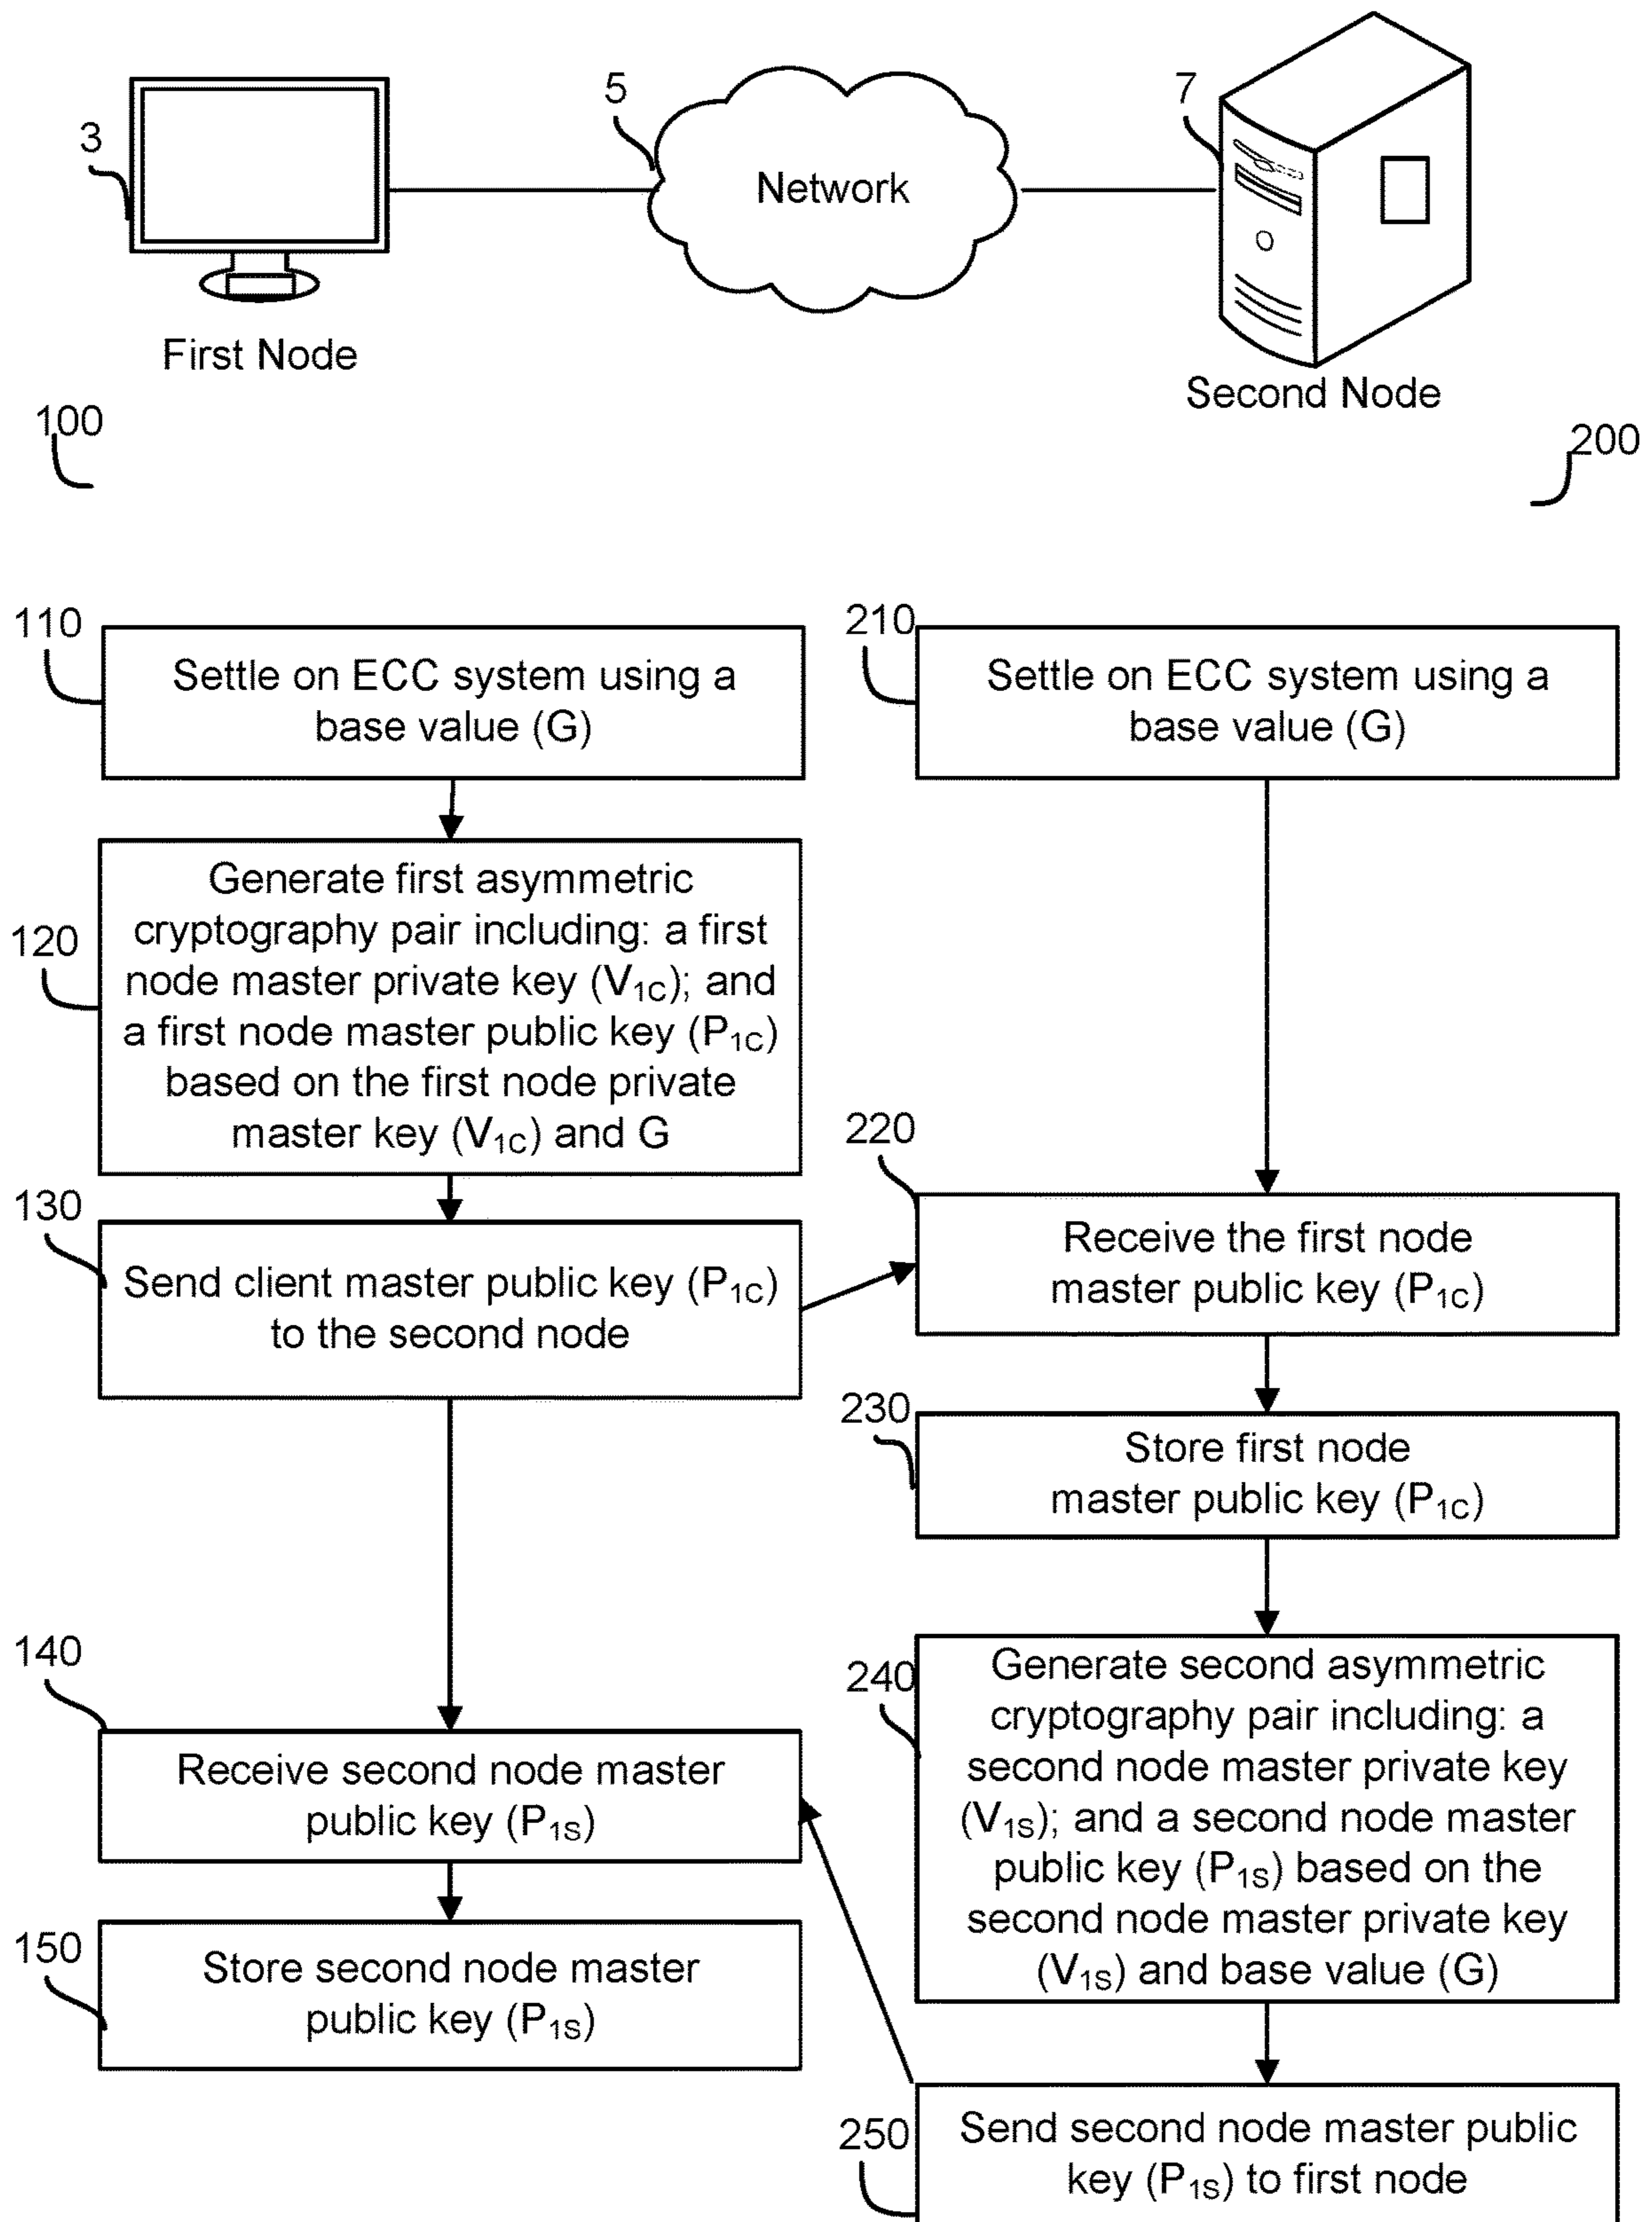 3
5
7
Network
First Node
Second Node
100
200
110
Settle on ECC system using a
base value (G)
210
Settle on ECC system using a
base value (G)
120
Generate first asymmetric
cryptography pair including: a first
node master private key (V1C); and
a first node master public key (P1C)
based on the first node private
master key (V1C) and G
130
Send client master public key (P1C)
to the second node
220
Receive the first node
master public key (P1C)
230
Store first node
master public key (P1C)
140
Receive second node master
public key (P1S)
240
Generate second asymmetric
cryptography pair including: a
second node master private key
(V1S); and a second node master
public key (P1S) based on the
second node master private key
(V1S) and base value (G)
150
Store second node master
public key (P1S)
250
Send second node master public
key (P1S) to first node